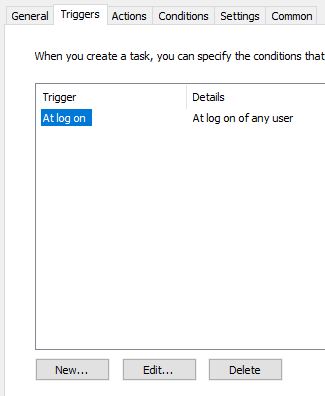 General Triggers Actions Conditions Settings Common
When you create a task, you can specify the conditions that
Trigger Details
At log on At log on of any user
New... Edit... Delete